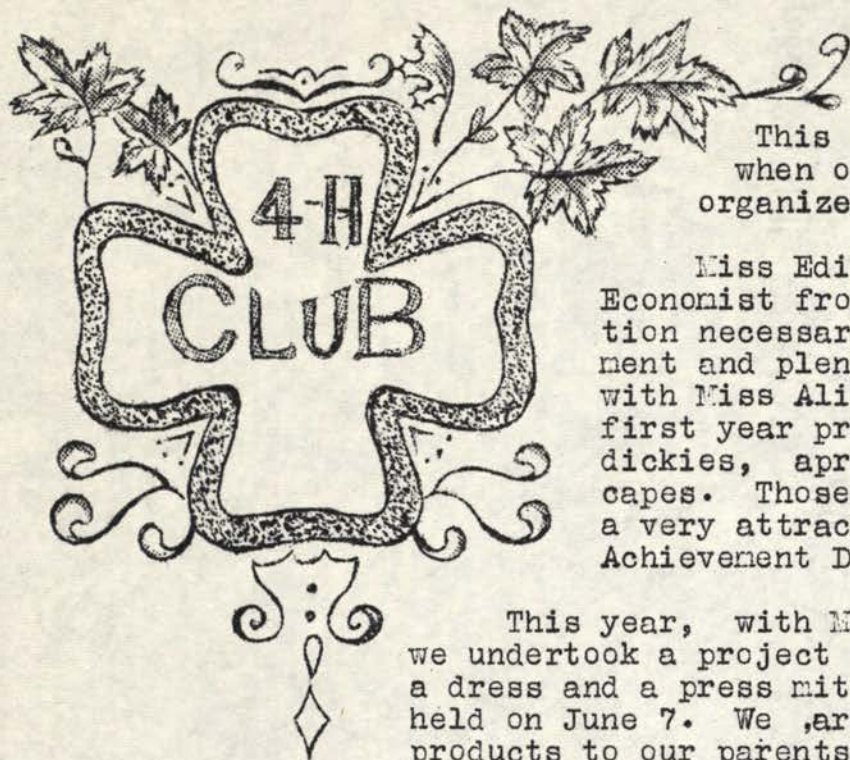 4-H
CLUB
This
when o
organize
Miss Edi
Economist fro
tion necessar
ment and plen
with Miss Ali
first year pr
dickies, apr
capes. Those
a very attrac
Achievement D
This year, with M
we undertook a project
a dress and a press mit
held on June 7. We ,ar
products to our parents